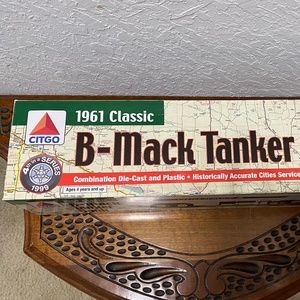 1961 Classic
CITGO
B-Mack Tanker
4th in SERIES
1999
Combination Die-Cast and Plastic • Historically Accurate Cities Service
Ages 4 years and up